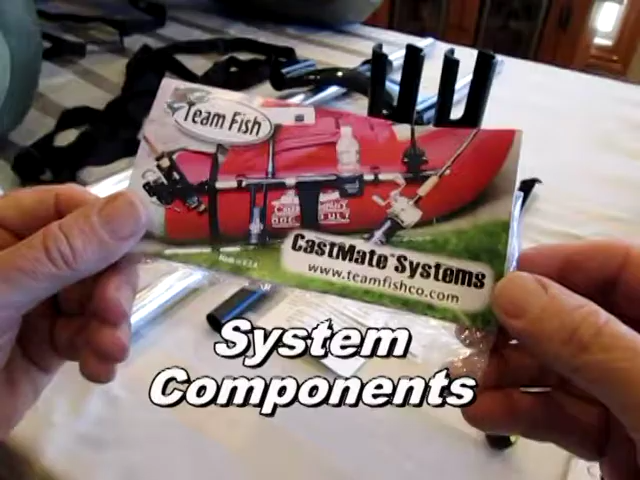 Team Fish
CastMate Systems
www.teamfishco.com
System
Components